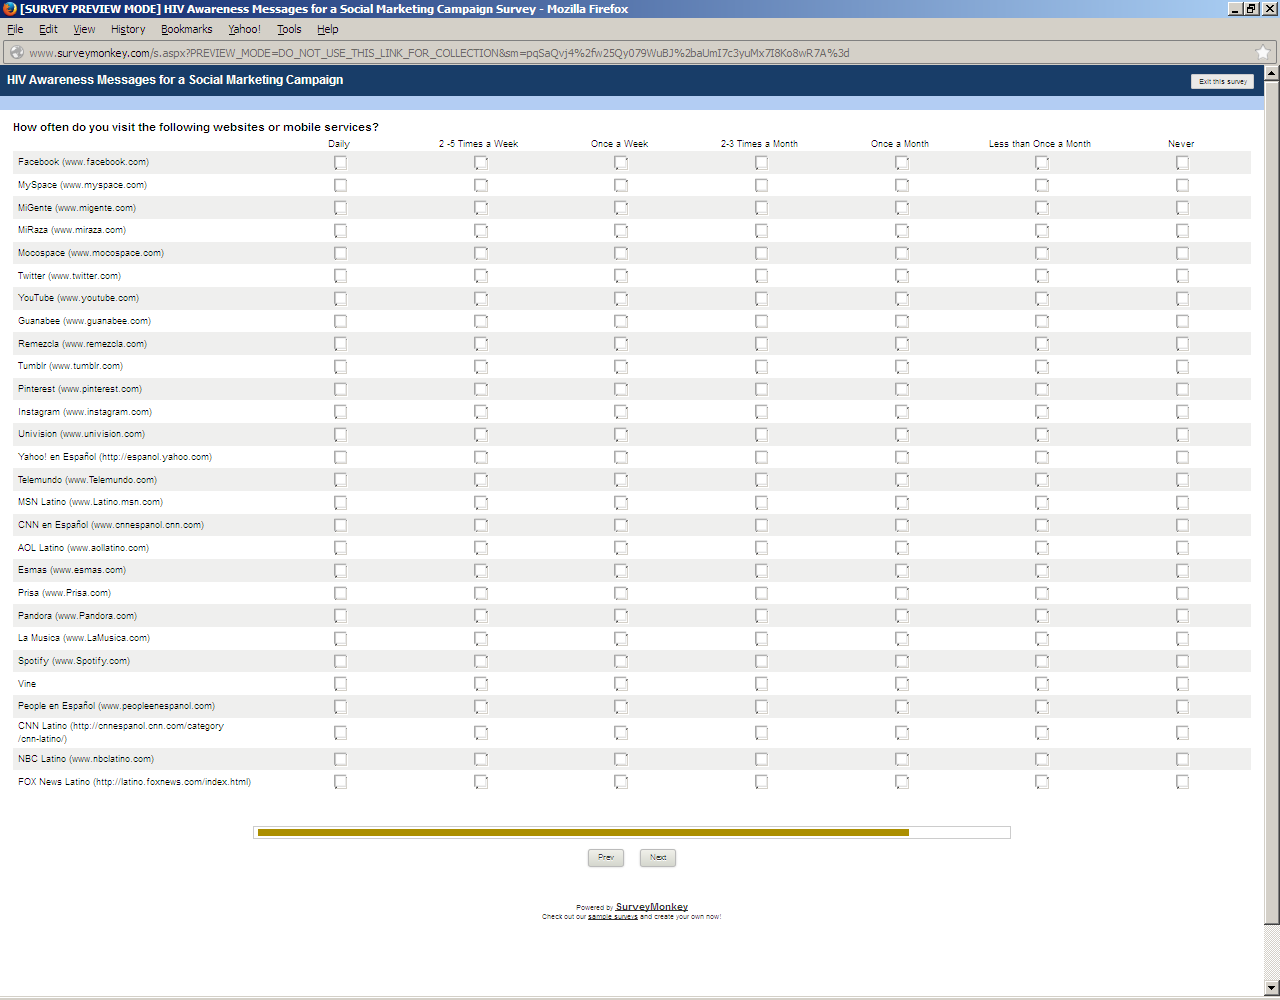 [SURVEY PREVIEW MODE] HIV Awareness Messages for a Social Marketing Campaign Survey - Mozilla Firefox
File Edit View History Bookmarks Yahoo! Tools Help
www.surveymonkey.com/s.aspx?PREVIEW_MODE=DO_NOT_USE_THIS_LINK_FOR_COLLECTION&sm=pqSaQvj4%2fw25Qy079WuBJ%2baUmI7c3yuMx7I8Ko8wR7A%3d
HIV Awareness Messages for a Social Marketing Campaign
Exit this survey
How often do you visit the following websites or mobile services?
Daily 2 -5 Times a Week Once a Week 2-3 Times a Month Once a Month Less than Once a Month Never
Facebook (www.facebook.com)
MySpace (www.myspace.com)
MiGente (www.migente.com)
MiRaza (www.miraza.com)
Mocospace (www.mocospace.com)
Twitter (www.twitter.com)
YouTube (www.youtube.com)
Guanabee (www.guanabee.com)
Remezcla (www.remezcla.com)
Tumblr (www.tumblr.com)
Pinterest (www.pinterest.com)
Instagram (www.instagram.com)
Univision (www.univision.com)
Yahoo! en Español (http://espanol.yahoo.com)
Telemundo (www.Telemundo.com)
MSN Latino (www.Latino.msn.com)
CNN en Español (www.cnnespanol.cnn.com)
AOL Latino (www.aollatino.com)
Esmas (www.esmas.com)
Prisa (www.Prisa.com)
Pandora (www.Pandora.com)
La Musica (www.LaMusica.com)
Spotify (www.Spotify.com)
Vine
People en Español (www.peopleenespanol.com)
CNN Latino (http://cnnespanol.cnn.com/category
/cnn-latino/)
NBC Latino (www.nbclatino.com)
FOX News Latino (http://latino.foxnews.com/index.html)
Prev Next
Powered by SurveyMonkey
Check out our sample surveys and create your own now!